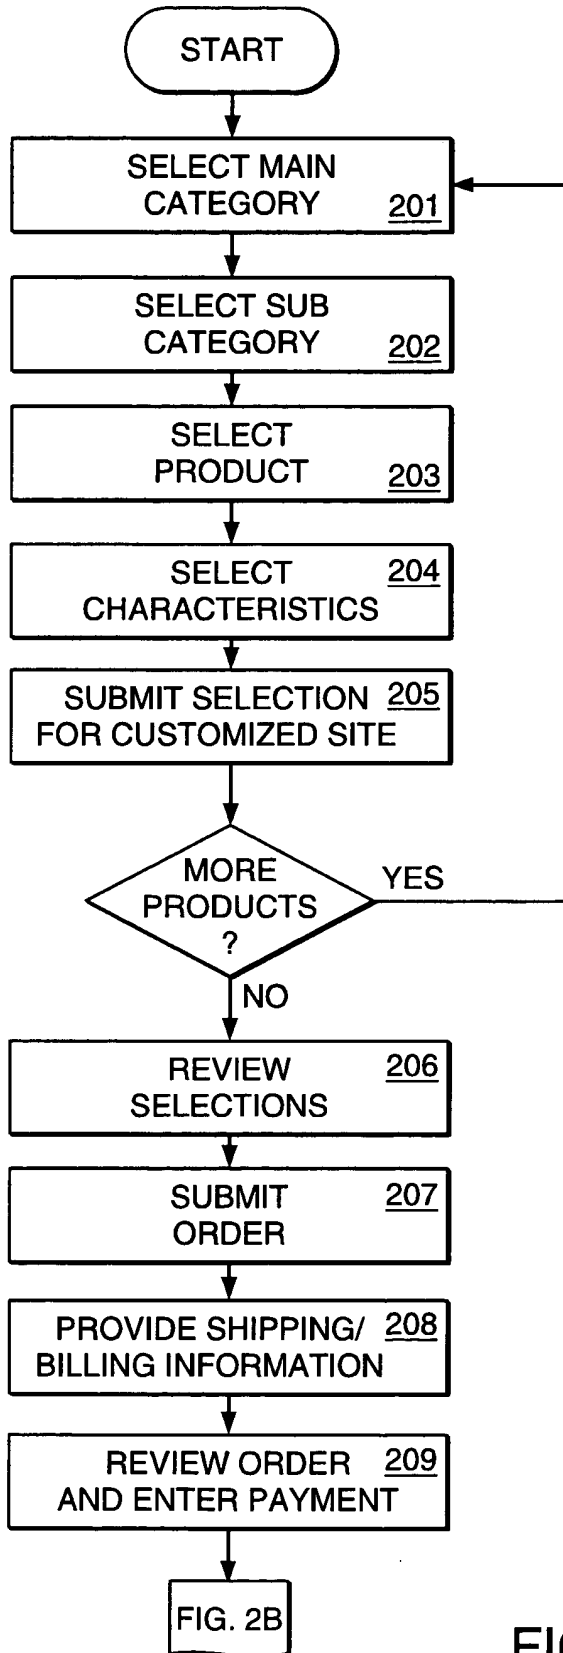 START
SELECT MAIN
CATEGORY 201
SELECT SUB
CATEGORY 202
SELECT
PRODUCT 203
SELECT 204
CHARACTERISTICS
SUBMIT SELECTION 205
FOR CUSTOMIZED SITE
MORE
PRODUCTS
?
YES
NO
REVIEW 206
SELECTIONS
SUBMIT 207
ORDER
PROVIDE SHIPPING/ 208
BILLING INFORMATION
REVIEW ORDER 209
AND ENTER PAYMENT
FIG. 2B